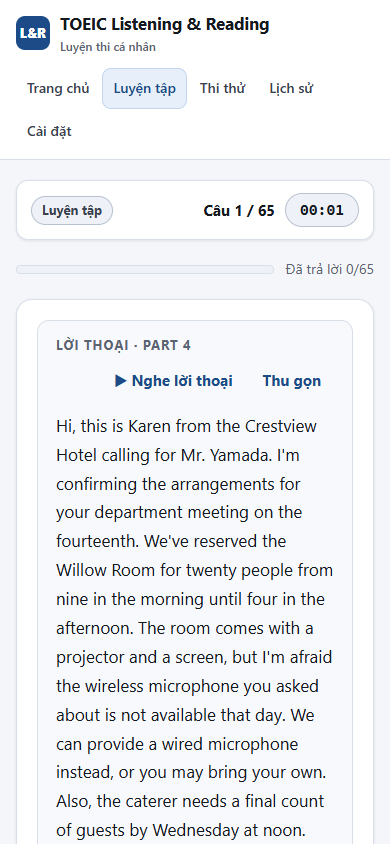 L&R
TOEIC Listening & Reading
Luyện thi cá nhân
Trang chủ
Luyện tập
Thi thử
Lịch sử
Cài đặt
Luyện tập
Câu 1 / 65
00:01
Đã trả lời 0/65
LỜI THOẠI · PART 4
▶ Nghe lời thoại
Thu gọn
Hi, this is Karen from the Crestview
Hotel calling for Mr. Yamada. I'm
confirming the arrangements for
your department meeting on the
fourteenth. We've reserved the
Willow Room for twenty people from
nine in the morning until four in the
afternoon. The room comes with a
projector and a screen, but I'm afraid
the wireless microphone you asked
about is not available that day. We
can provide a wired microphone
instead, or you may bring your own.
Also, the caterer needs a final count
of guests by Wednesday at noon.